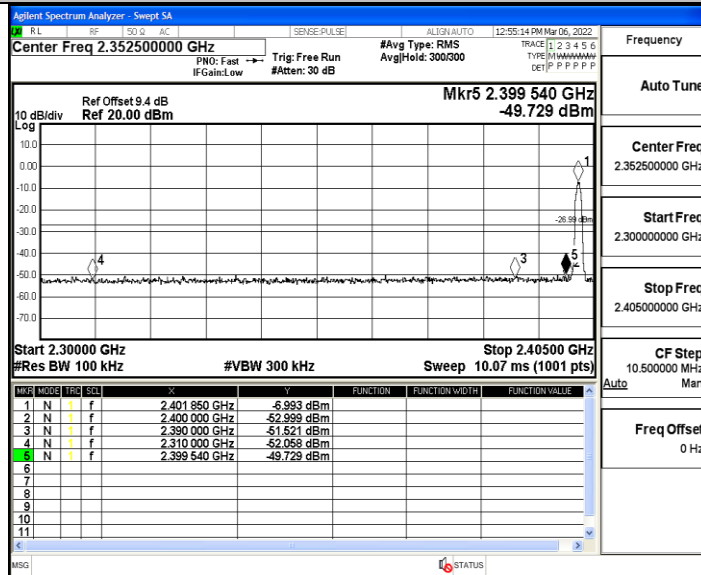 Agilent Spectrum Analyzer - Swept SA
RL RF 50 Ω AC SENSE:PULSE ALIGNAUTO 12:55:14 PM Mar 06, 2022
Center Freq 2.352500000 GHz
PNO: Fast
IFGain:Low
Trig: Free Run
#Atten: 30 dB
#Avg Type: RMS
Avg|Hold: 300/300
TRACE 1 2 3 4 5 6
TYPE M WWWWW
DET P P P P P P
Mkr5 2.399 540 GHz
-49.729 dBm
Ref Offset 9.4 dB
10 dB/div Ref 20.00 dBm
Log
10.0
0.00
-10.0
-20.0
-30.0
-40.0
-50.0
-60.0
-70.0
1
-26.99 dBm
4
3
5
Start 2.30000 GHz Stop 2.40500 GHz
#Res BW 100 kHz #VBW 300 kHz Sweep 10.07 ms (1001 pts)
MKR MODE TRC SCL X Y FUNCTION FUNCTION WIDTH FUNCTION VALUE
1 N 1 f 2.401 850 GHz -6.993 dBm
2 N 1 f 2.400 000 GHz -52.999 dBm
3 N 1 f 2.390 000 GHz -51.521 dBm
4 N 1 f 2.310 000 GHz -52.058 dBm
5 N 1 f 2.399 540 GHz -49.729 dBm
6
7
8
9
10
11
MSG STATUS
Frequency
Auto Tune
Center Freq
2.352500000 GHz
Start Freq
2.300000000 GHz
Stop Freq
2.405000000 GHz
CF Step
10.500000 MHz
Auto Man
Freq Offset
0 Hz